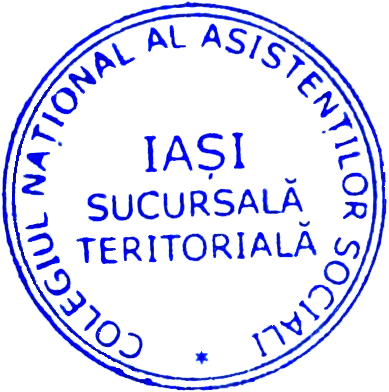 COLEGIUL NAȚIONAL AL ASISTENȚILOR SOCIALI
IAȘI
SUCURSALĂ
TERITORIALĂ